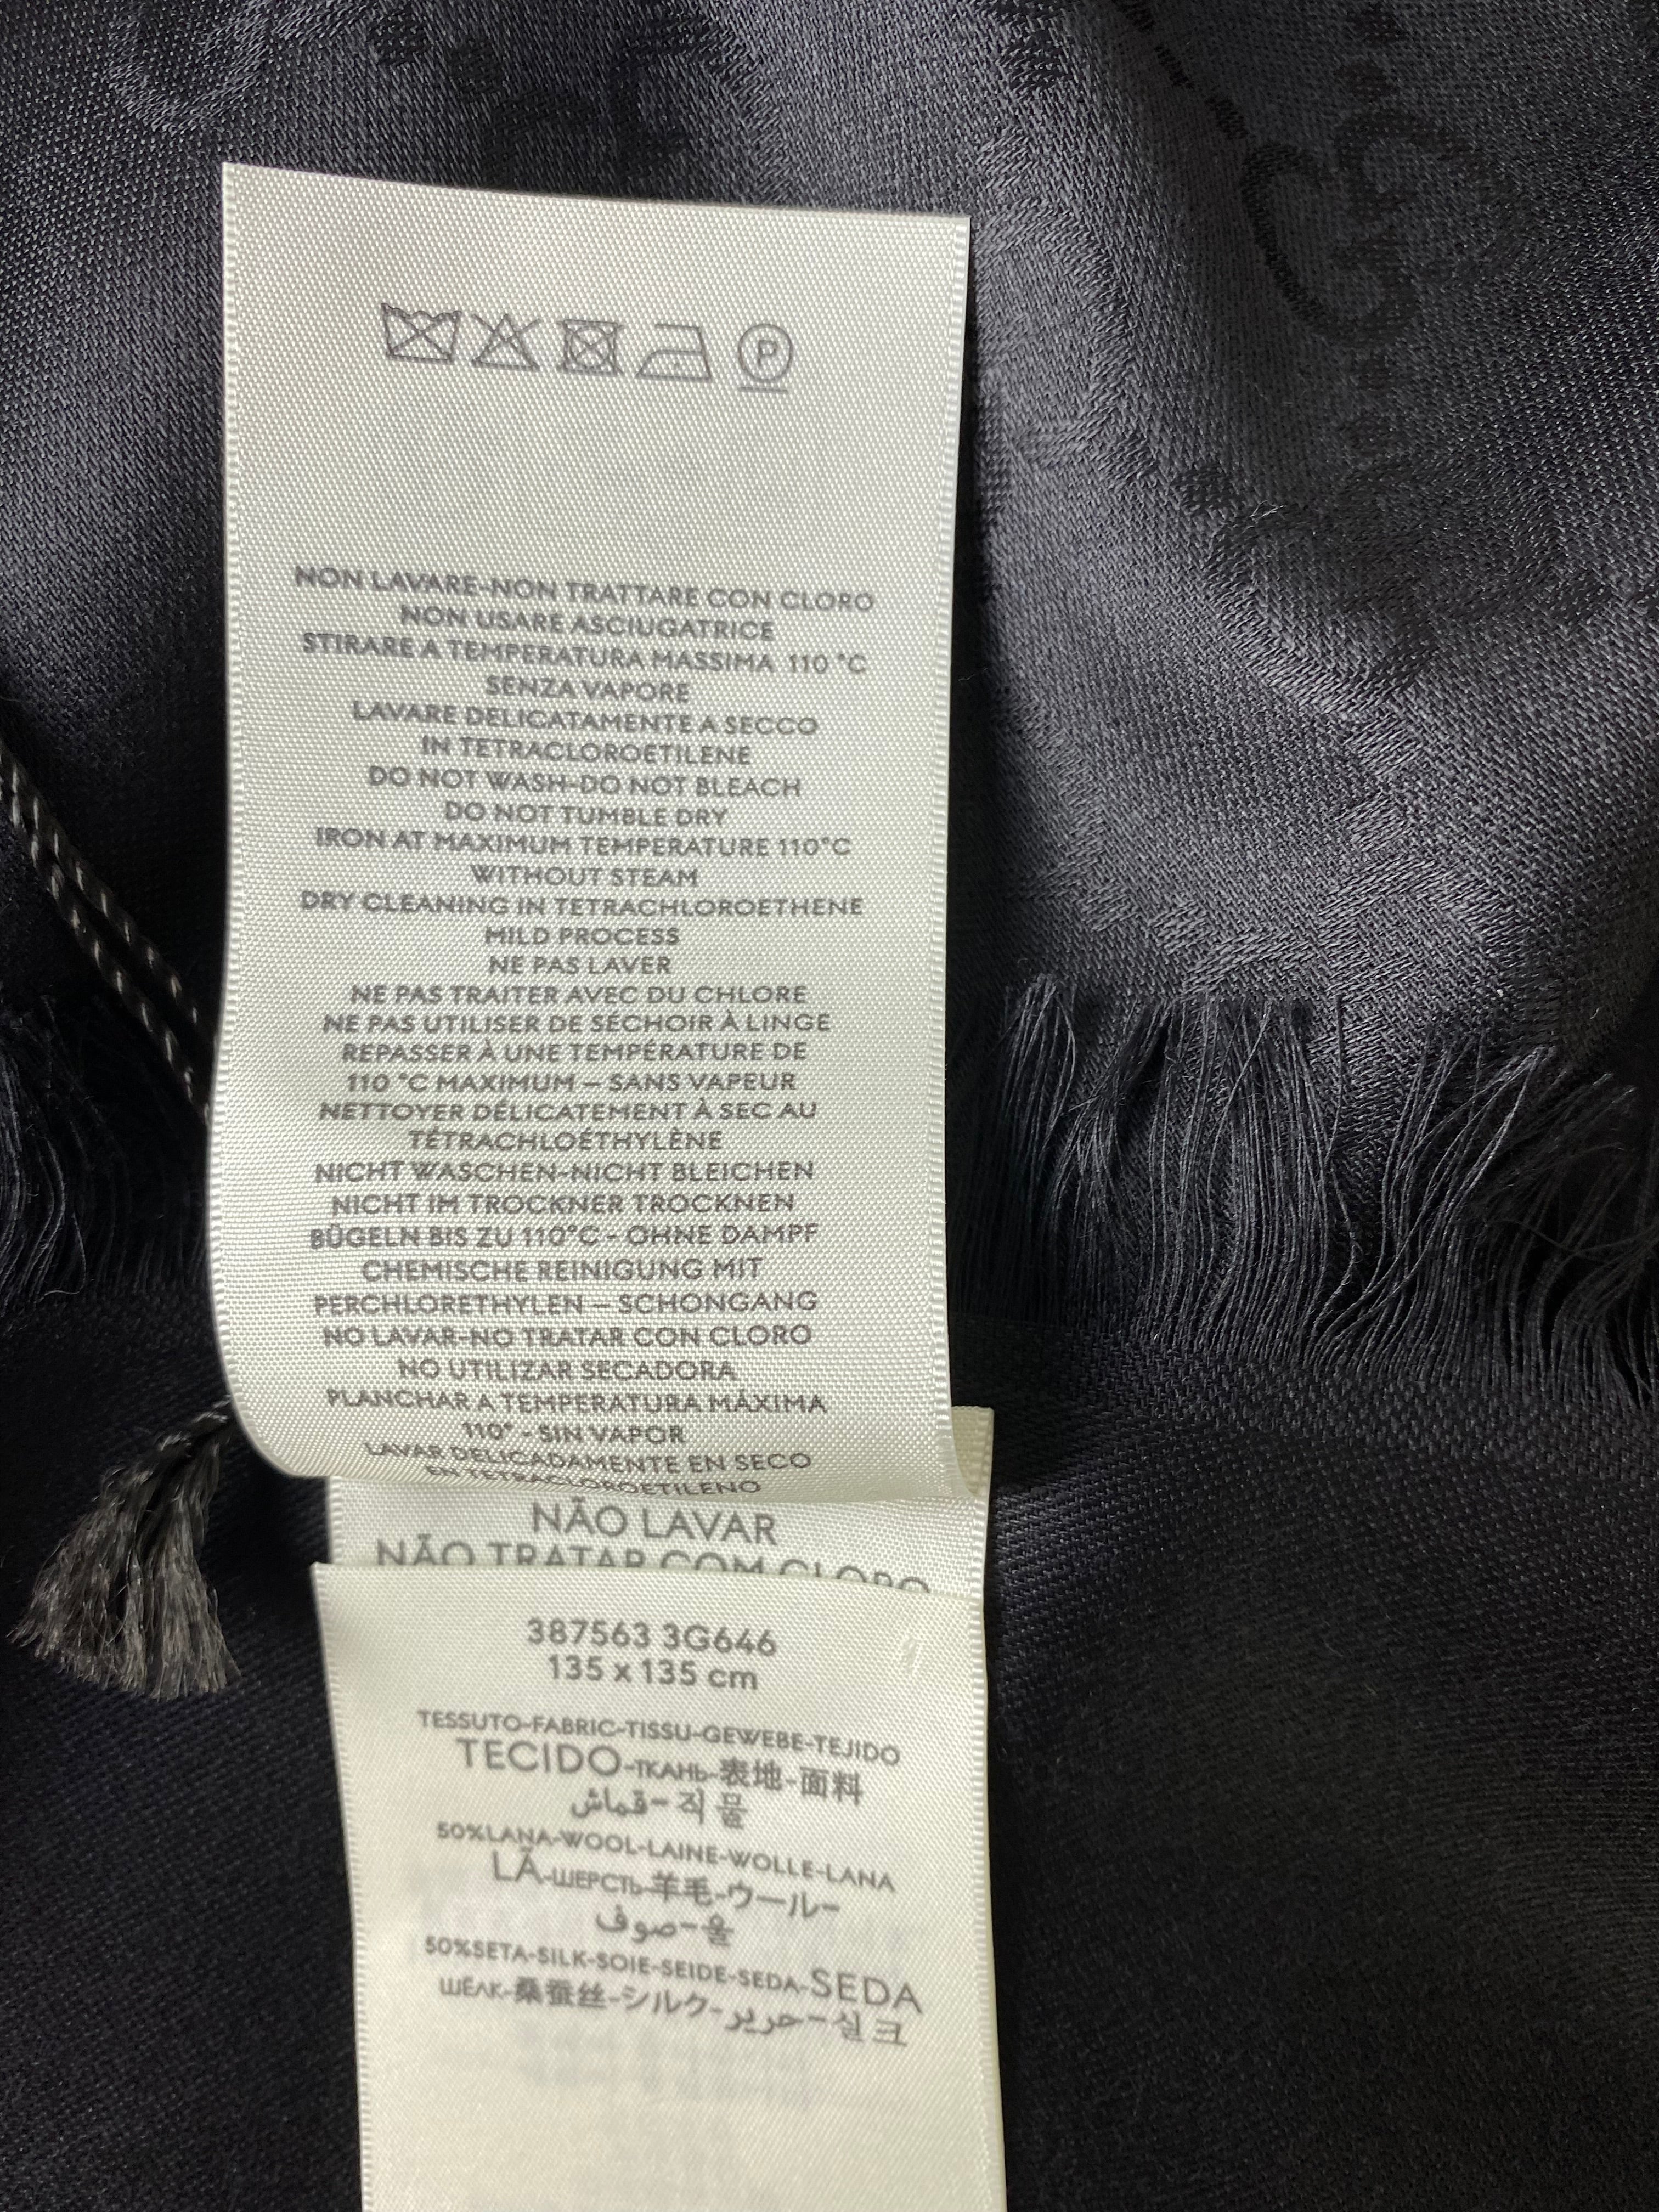 P
NON LAVARE-NON TRATTARE CON CLORO
NON USARE ASCIUGATRICE
STIRARE A TEMPERATURA MASSIMA 110 °C
SENZA VAPORE
LAVARE DELICATAMENTE A SECCO
IN TETRACLOROETILENE
DO NOT WASH-DO NOT BLEACH
DO NOT TUMBLE DRY
IRON AT MAXIMUM TEMPERATURE 110°C
WITHOUT STEAM
DRY CLEANING IN TETRACHLOROETHENE
MILD PROCESS
NE PAS LAVER
NE PAS TRAITER AVEC DU CHLORE
NE PAS UTILISER DE SÉCHOIR À LINGE
REPASSER À UNE TEMPÉRATURE DE
110 °C MAXIMUM – SANS VAPEUR
NETTOYER DÉLICATEMENT À SEC AU
TÉTRACHLOÉTHYLÈNE
NICHT WASCHEN-NICHT BLEICHEN
NICHT IM TROCKNER TROCKNEN
BÜGELN BIS ZU 110°C - OHNE DAMPF
CHEMISCHE REINIGUNG MIT
PERCHLORETHYLEN – SCHONGANG
NO LAVAR-NO TRATAR CON CLORO
NO UTILIZAR SECADORA
PLANCHAR A TEMPERATURA MÁXIMA
110° - SIN VAPOR
LAVAR DELICADAMENTE EN SECO
EN TETRACLOROETILENO
NÃO LAVAR
NÃO TRATAR COM CLORO
387563 3G646
135 x 135 cm
TESSUTO-FABRIC-TISSU-GEWEBE-TEJIDO
TECIDO-ТКАНЬ-表地-面料
قماش-직물
50%LANA-WOOL-LAINE-WOLLE-LANA
LÃ-ШЕРСТЬ-羊毛-ウール-
صوف-울
50%SETA-SILK-SOIE-SEIDE-SEDA-SEDA
ШЁЛК-桑蚕丝-シルク-حرير-실크